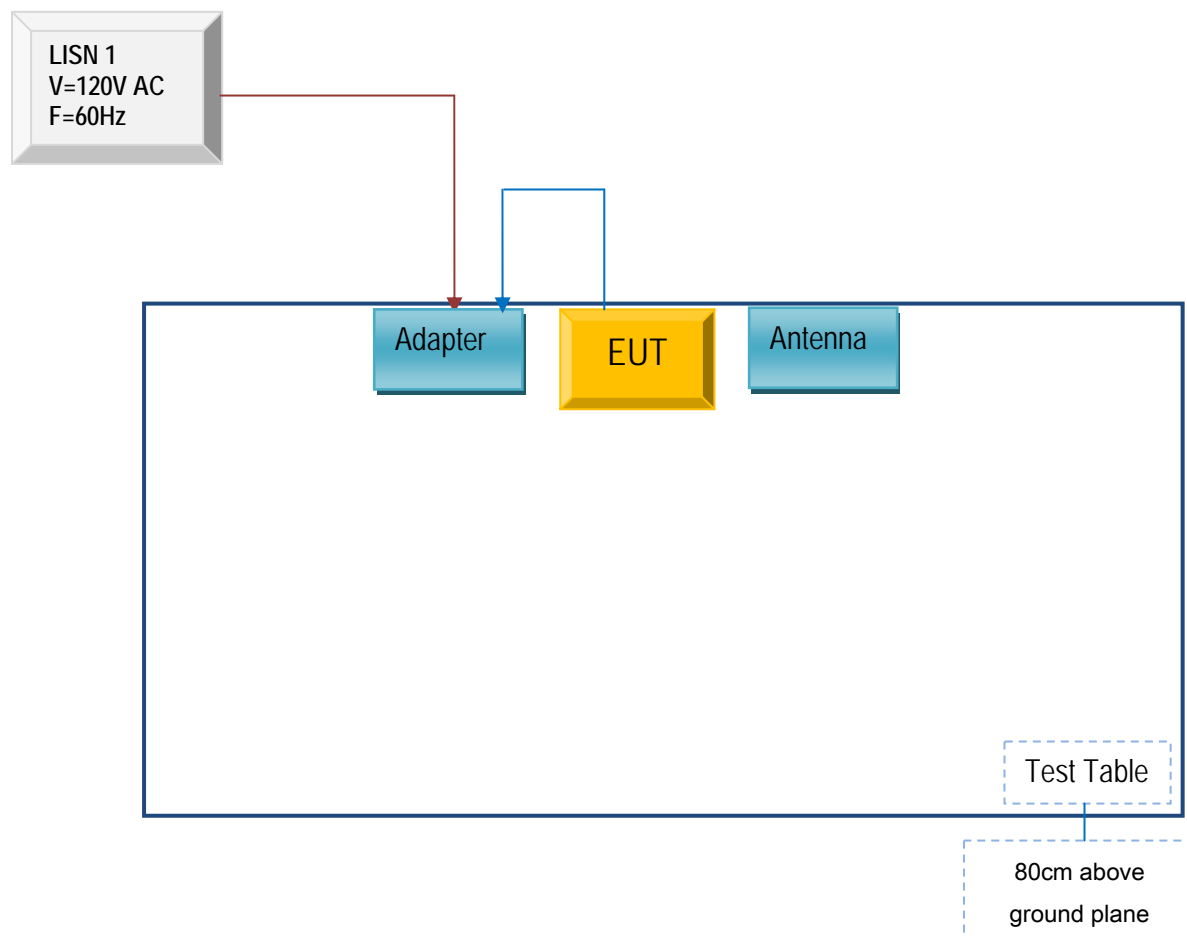 LISN 1
V=120V AC
F=60Hz
Adapter
EUT
Antenna
Test Table
80cm above
ground plane